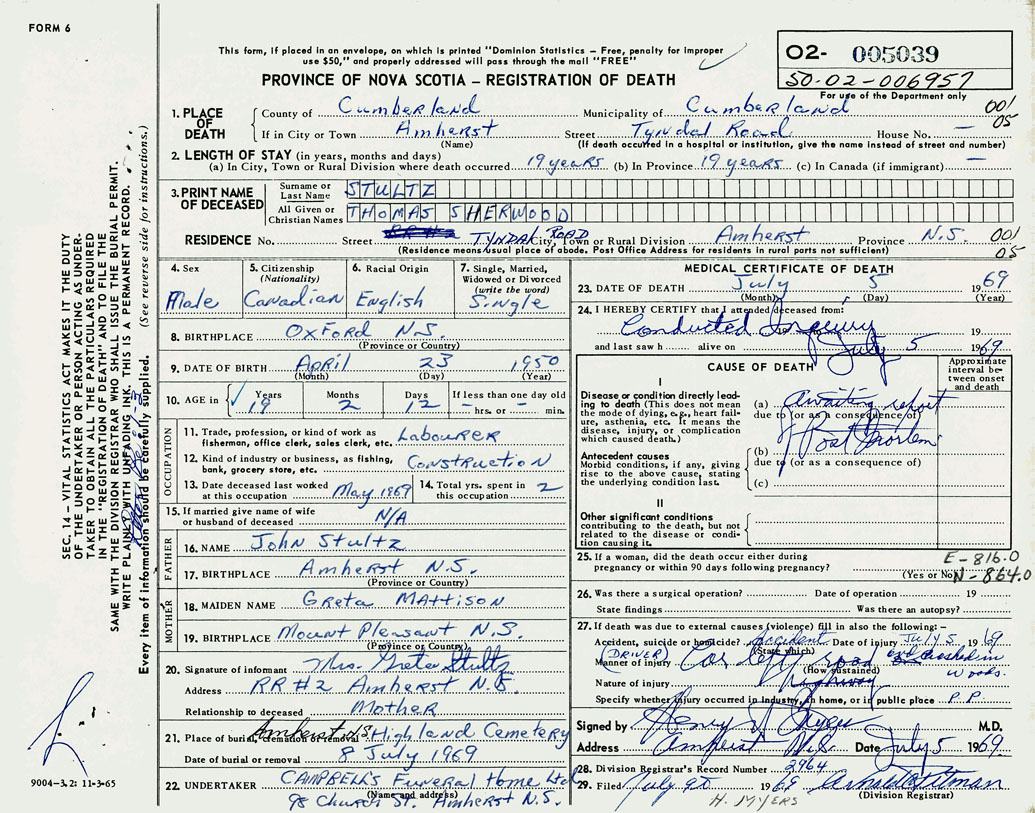 FORM 6
This form, if placed in an envelope, on which is printed "Dominion Statistics – Free, penalty for improper
use $50," and properly addressed will pass through the mail "FREE"
PROVINCE OF NOVA SCOTIA – REGISTRATION OF DEATH
02- 005039
50-02-006957
For use of the Department only
1. PLACE OF DEATH County of Cumberland Municipality of Cumberland 001
If in City or Town Amherst Street Tyndal Road House No. – 05
(Name) (If death occurred in a hospital or institution, give the name instead of street and number)
2. LENGTH OF STAY (in years, months and days)
(a) In City, Town or Rural Division where death occurred 19 years (b) In Province 19 years (c) In Canada (if immigrant) –
3. PRINT NAME OF DECEASED Surname or Last Name STULTZ
All Given or Christian Names THOMAS SHERWOOD
RESIDENCE No. Street RR#2 TYNDAL ROAD City, Town or Rural Division Amherst Province N.S. 001
(Residence means usual place of abode. Post Office Address for residents in rural ports not sufficient) 05
4. Sex Male
5. Citizenship (Nationality) Canadian
6. Racial Origin English
7. Single, Married, Widowed or Divorced (write the word) Single
8. BIRTHPLACE Oxford N.S.
(Province or Country)
9. DATE OF BIRTH April 23 1950
(Month) (Day) (Year)
10. AGE in Years Months Days If less than one day old
19 2 12 – hrs. or – min.
OCCUPATION
11. Trade, profession, or kind of work as fisherman, office clerk, sales clerk, etc. Labourer
12. Kind of industry or business, as fishing, bank, grocery store, etc. Construction
13. Date deceased last worked at this occupation May 1969
14. Total yrs. spent in this occupation 2
15. If married give name of wife or husband of deceased N/A
FATHER
16. NAME John Stultz
17. BIRTHPLACE Amherst N.S.
(Province or Country)
MOTHER
18. MAIDEN NAME Greta Mattison
19. BIRTHPLACE Mount Pleasant N.S.
(Province or Country)
20. Signature of informant Mrs. Greta Stultz
Address RR#2 Amherst N.S.
Relationship to deceased Mother
21. Place of burial, cremation or removal Amherst N.S Highland Cemetery
Date of burial or removal 8 July 1969
22. UNDERTAKER CAMPBELL'S Funeral Home Ltd
(Name and address)
98 Church St. Amherst N.S.
MEDICAL CERTIFICATE OF DEATH
23. DATE OF DEATH July 5 1969
(Month) (Day) (Year)
24. I HEREBY CERTIFY that I attended deceased from:
Conducted Inquiry 19
and last saw h alive on July 5 1969
CAUSE OF DEATH
Approximate interval between onset and death
I
Disease or condition directly leading to death (This does not mean the mode of dying, e.g., heart failure, asthenia, etc. It means the disease, injury, or complication which caused death.)
(a) Awaiting report
due to (or as a consequence of)
of Post Mortem
Antecedent causes
Morbid conditions, if any, giving rise to the above cause, stating the underlying condition last.
(b)
due to (or as a consequence of)
(c)
II
Other significant conditions
contributing to the death, but not related to the disease or condition causing it.
25. If a woman, did the death occur either during pregnancy or within 90 days following pregnancy? (Yes or No)
E-816.0
N-864.0
26. Was there a surgical operation? Date of operation 19
State findings Was there an autopsy?
27. If death was due to external causes (violence) fill in also the following:–
Accident, suicide or homicide? Accident Date of injury July 5 1969
(State which)
(DRIVER)
Manner of injury Car left road and crashed in woods.
(How sustained)
highway
Nature of injury
Specify whether injury occurred in industry, in home, or in public place P.P.
Signed by Henry M.D.
Address Amherst N.S. Date July 5 1969.
28. Division Registrar's Record Number 2964
29. Filed July 9th 1969
(Division Registrar)
H. MYERS
SEC. 14 – VITAL STATISTICS ACT MAKES IT THE DUTY
OF THE UNDERTAKER OR PERSON ACTING AS UNDER-
TAKER TO OBTAIN ALL THE PARTICULARS REQUIRED
IN THE "REGISTRATION OF DEATH" AND TO FILE THE
SAME WITH THE DIVISION REGISTRAR WHO SHALL ISSUE THE BURIAL PERMIT.
WRITE PLAINLY WITH UNFADING INK. THIS IS A PERMANENT RECORD.
Every item of information should be carefully supplied. (See reverse side for instructions.)
9004–3.2: 11-3-65